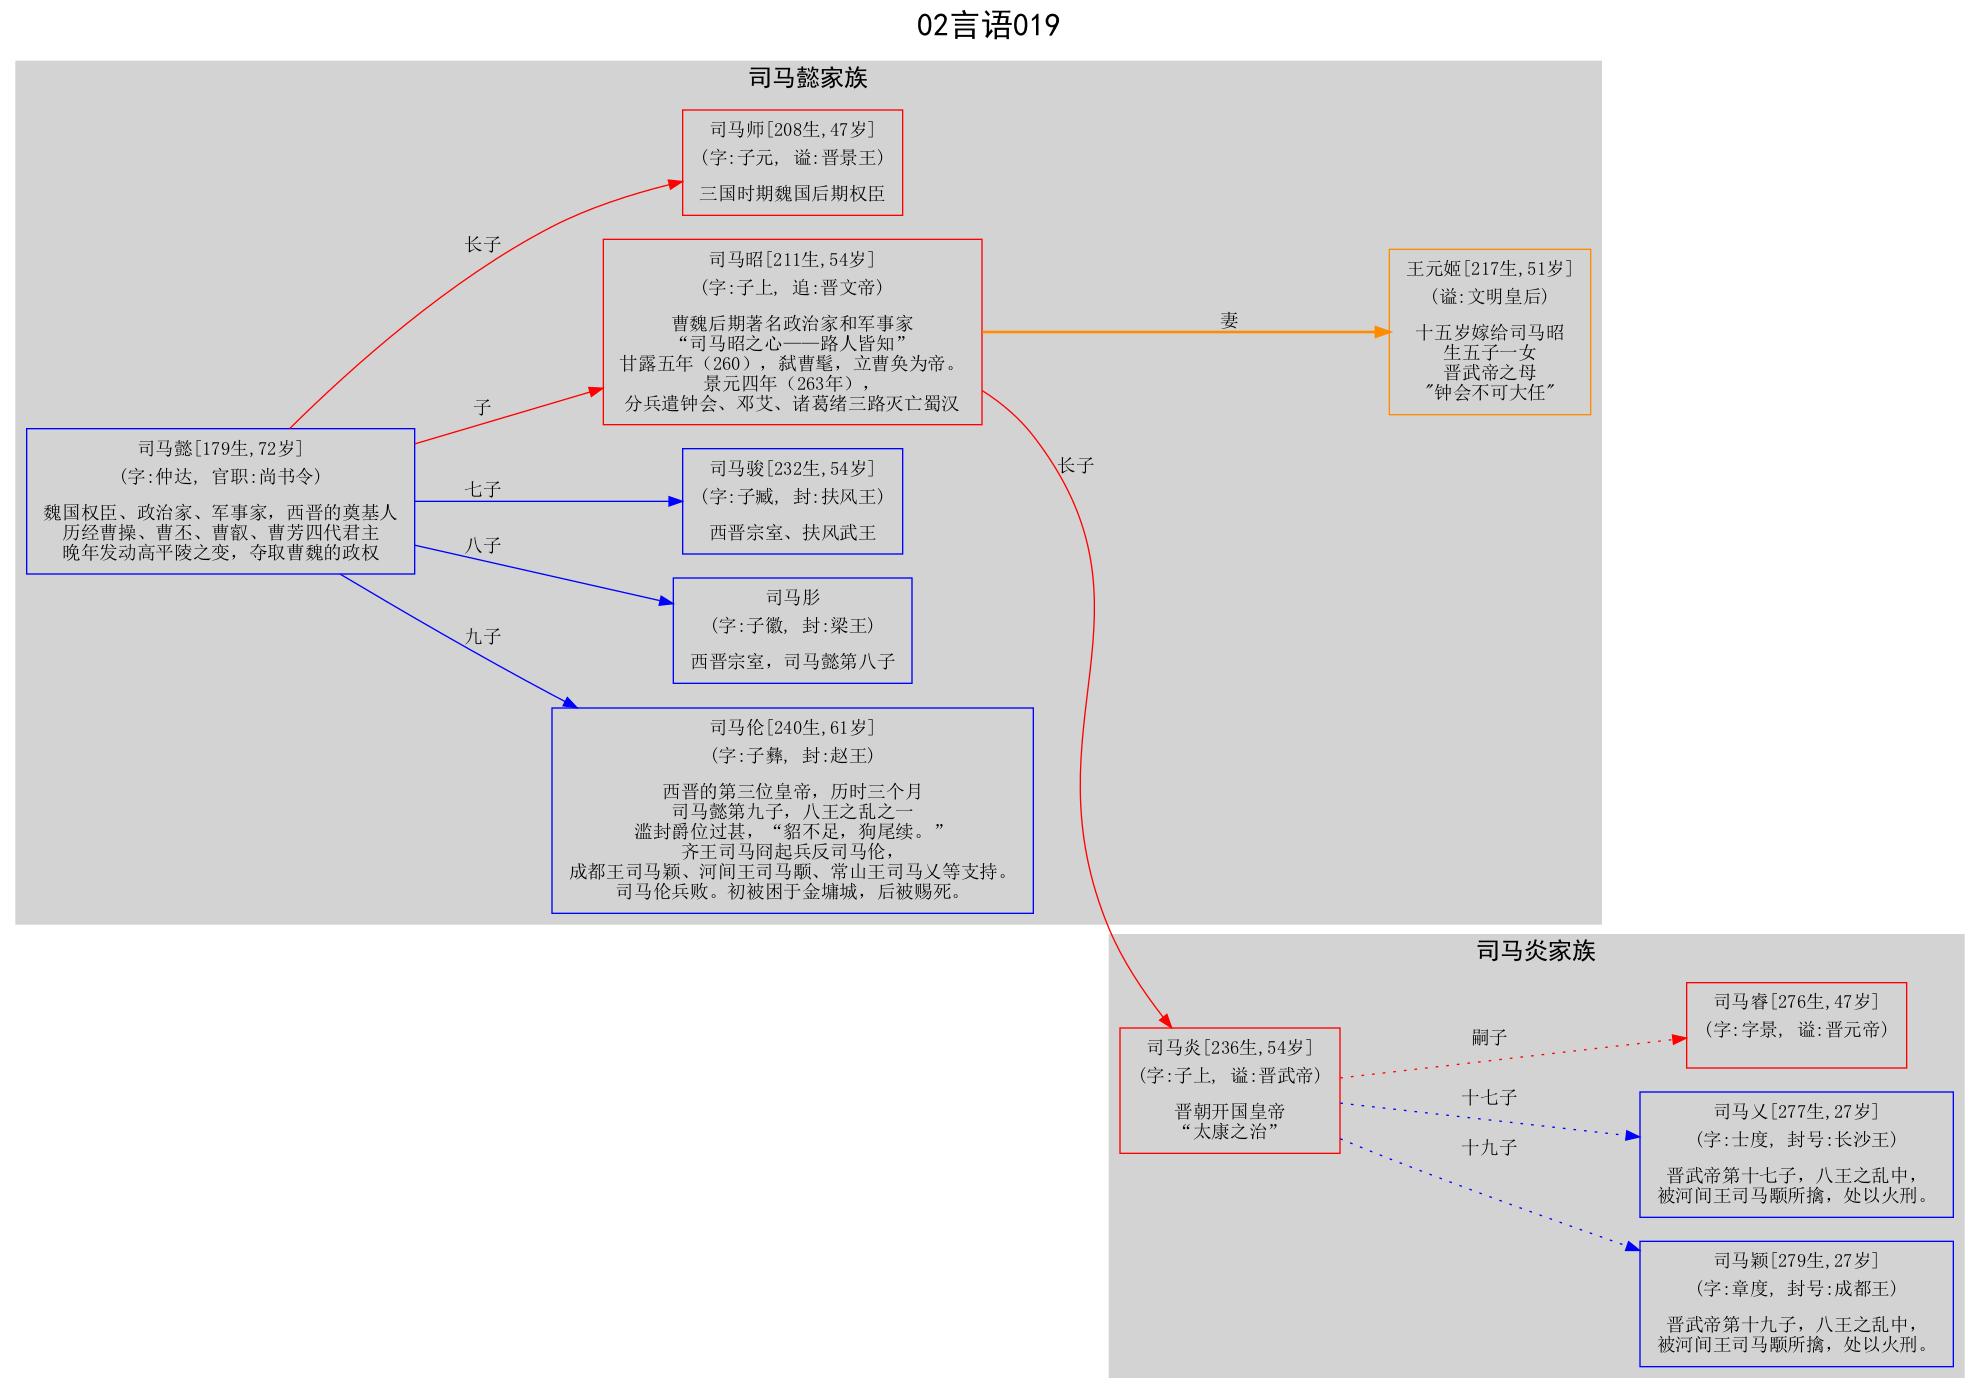 02言语019
司马懿家族
司马师[208生,47岁]
(字:子元, 谥:晋景王)
三国时期魏国后期权臣
长子
司马昭[211生,54岁]
(字:子上, 追:晋文帝)
曹魏后期著名政治家和军事家
“司马昭之心——路人皆知”
甘露五年（260），弑曹髦，立曹奂为帝。
景元四年（263年），
分兵遣钟会、邓艾、诸葛绪三路灭亡蜀汉
妻
王元姬[217生,51岁]
(谥:文明皇后)
十五岁嫁给司马昭
生五子一女
晋武帝之母
"钟会不可大任"
子
司马懿[179生,72岁]
(字:仲达, 官职:尚书令)
魏国权臣、政治家、军事家，西晋的奠基人
历经曹操、曹丕、曹叡、曹芳四代君主
晚年发动高平陵之变，夺取曹魏的政权
七子
司马骏[232生,54岁]
(字:子臧, 封:扶风王)
西晋宗室、扶风武王
长子
八子
司马肜
(字:子徽, 封:梁王)
西晋宗室，司马懿第八子
九子
司马伦[240生,61岁]
(字:子彝, 封:赵王)
西晋的第三位皇帝，历时三个月
司马懿第九子，八王之乱之一
滥封爵位过甚，“貂不足，狗尾续。”
齐王司马冏起兵反司马伦，
成都王司马颖、河间王司马颙、常山王司马乂等支持。
司马伦兵败。初被困于金墉城，后被赐死。
司马炎家族
司马炎[236生,54岁]
(字:子上, 谥:晋武帝)
晋朝开国皇帝
“太康之治”
嗣子
司马睿[276生,47岁]
(字:字景, 谥:晋元帝)
十七子
司马乂[277生,27岁]
(字:士度, 封号:长沙王)
晋武帝第十七子，八王之乱中，
被河间王司马颙所擒，处以火刑。
十九子
司马颖[279生,27岁]
(字:章度, 封号:成都王)
晋武帝第十九子，八王之乱中，
被河间王司马颙所擒，处以火刑。